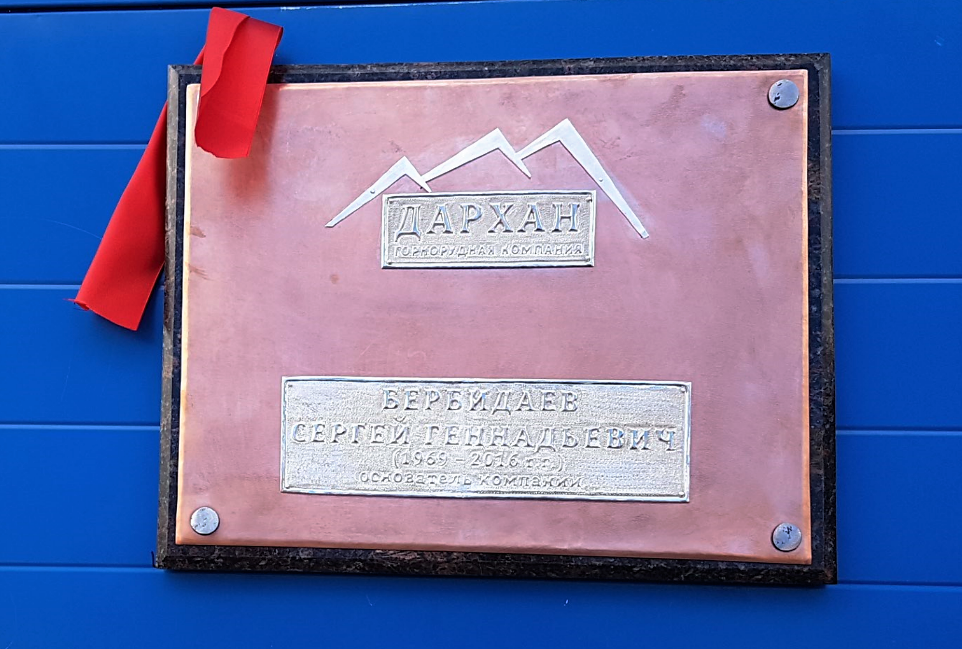 ДАРХАН
ГОРНОРУДНАЯ КОМПАНИЯ
БЕРБИДАЕВ
СЕРГЕЙ ГЕННАДЬЕВИЧ
(1969 - 2016 г.г.)
основатель компании